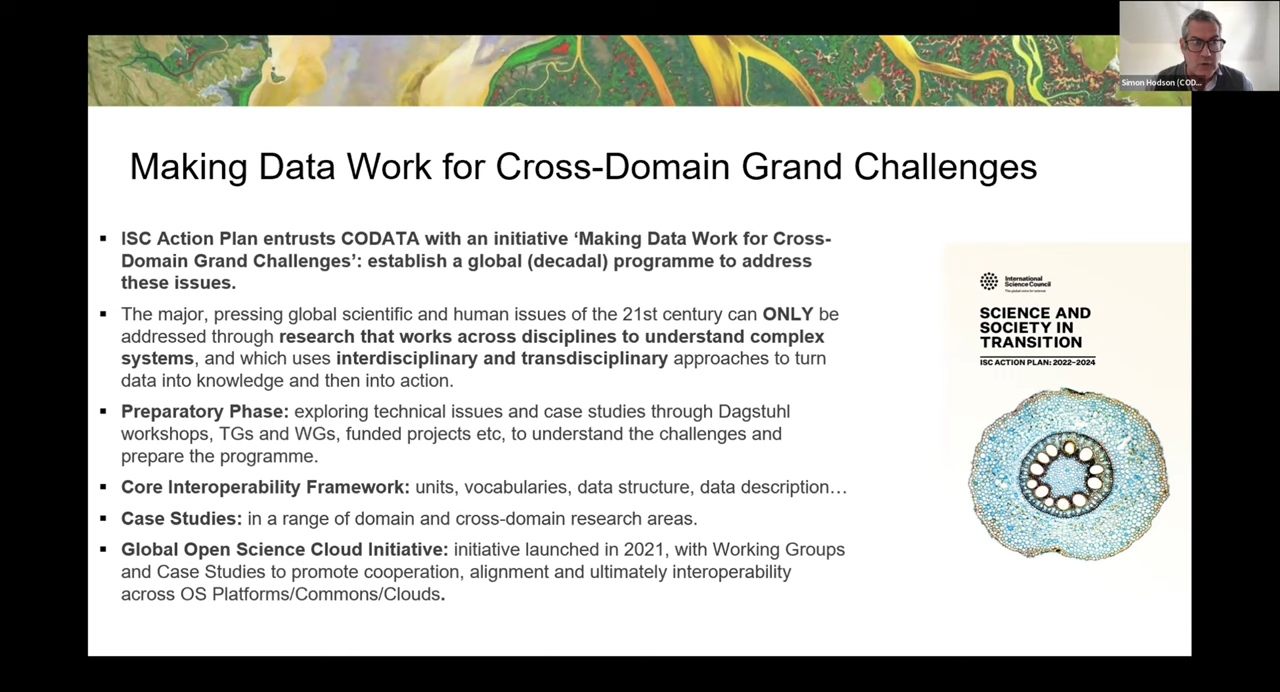 Simon Hodson (COD...
Making Data Work for Cross-Domain Grand Challenges
▪ ISC Action Plan entrusts CODATA with an initiative ‘Making Data Work for Cross-
Domain Grand Challenges’: establish a global (decadal) programme to address
these issues.
▪ The major, pressing global scientific and human issues of the 21st century can ONLY be
addressed through research that works across disciplines to understand complex
systems, and which uses interdisciplinary and transdisciplinary approaches to turn
data into knowledge and then into action.
▪ Preparatory Phase: exploring technical issues and case studies through Dagstuhl
workshops, TGs and WGs, funded projects etc, to understand the challenges and
prepare the programme.
▪ Core Interoperability Framework: units, vocabularies, data structure, data description…
▪ Case Studies: in a range of domain and cross-domain research areas.
▪ Global Open Science Cloud Initiative: initiative launched in 2021, with Working Groups
and Case Studies to promote cooperation, alignment and ultimately interoperability
across OS Platforms/Commons/Clouds.
International
Science Council
The global voice for science
SCIENCE AND
SOCIETY IN
TRANSITION
ISC ACTION PLAN: 2022–2024